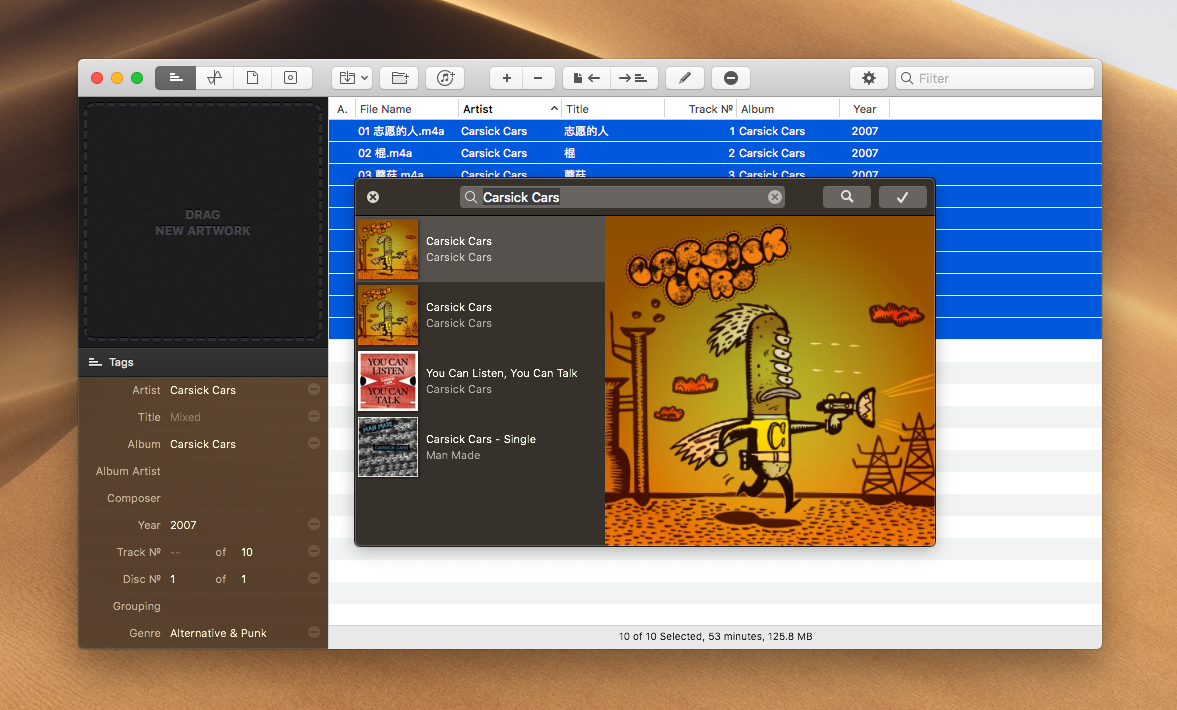 Filter
A.
File Name
Artist
Title
Track Nº
Album
Year
01 志愿的人.m4a
Carsick Cars
志愿的人
1
Carsick Cars
2007
02 棍.m4a
Carsick Cars
棍
2
Carsick Cars
2007
03 蘑菇.m4a
Carsick Cars
蘑菇
3
Carsick Cars
2007
DRAG
NEW ARTWORK
Tags
Artist
Carsick Cars
Title
Mixed
Album
Carsick Cars
Album Artist
Composer
Year
2007
Track Nº
--
of
10
Disc Nº
1
of
1
Grouping
Genre
Alternative & Punk
Carsick Cars
Carsick Cars
Carsick Cars
Carsick Cars
Carsick Cars
YOU CAN
LISTEN
YOU CAN
TALK
You Can Listen, You Can Talk
Carsick Cars
MAN MADE
CARSICK CARS
Carsick Cars - Single
Man Made
CARSICK
CARS
C
10 of 10 Selected, 53 minutes, 125.8 MB